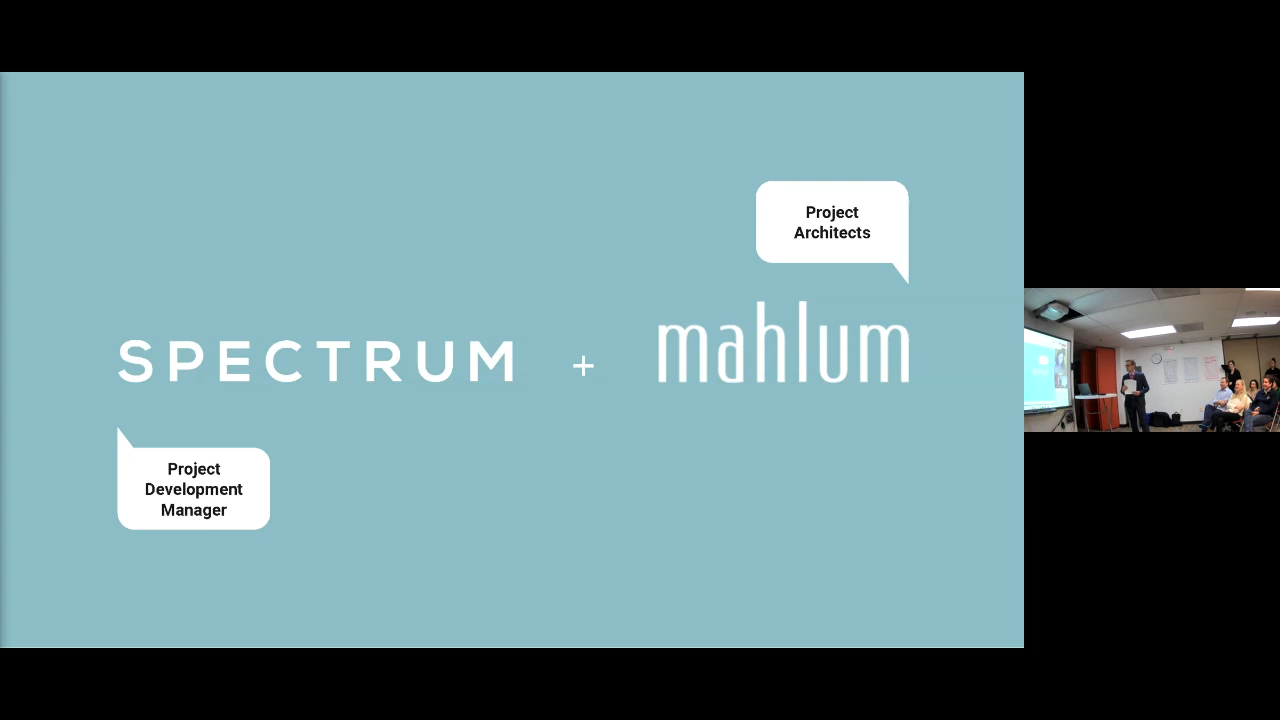 Project
Architects
SPECTRUM + mahlum
Project
Development
Manager